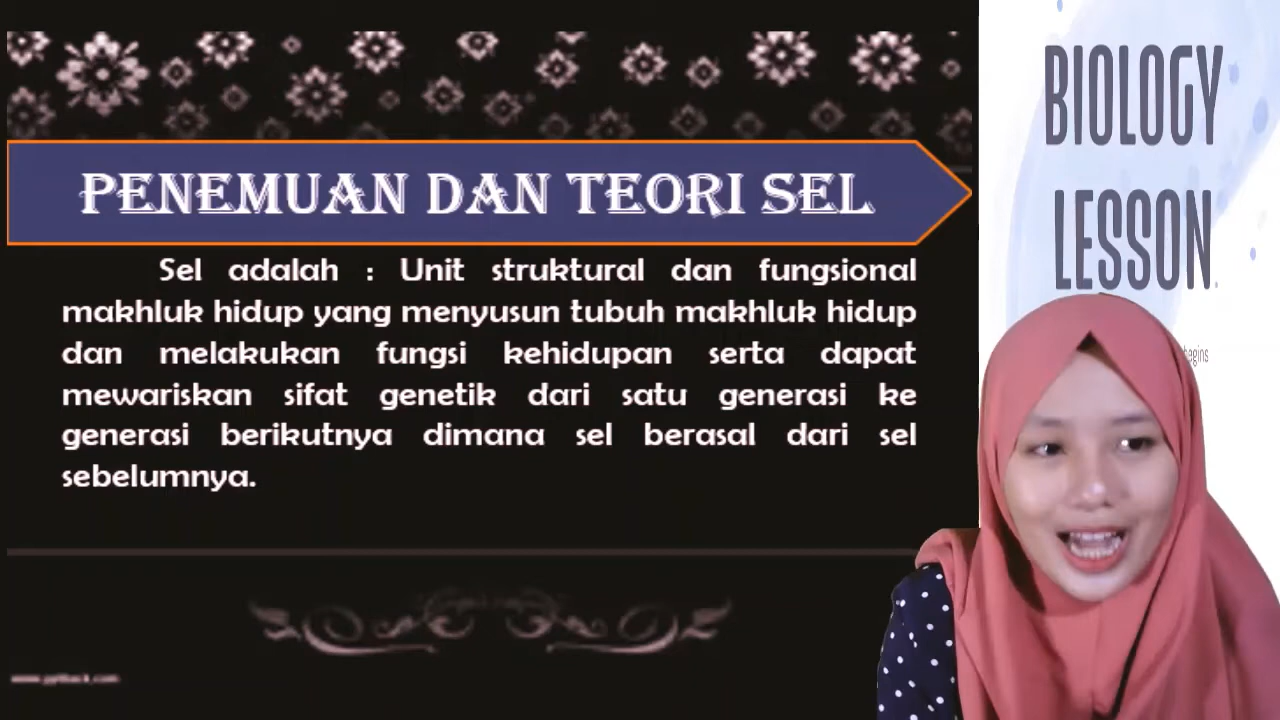 PENEMUAN DAN TEORI SEL
Sel adalah : Unit struktural dan fungsional
makhluk hidup yang menyusun tubuh makhluk hidup
dan melakukan fungsi kehidupan serta dapat
mewariskan sifat genetik dari satu generasi ke
generasi berikutnya dimana sel berasal dari sel
sebelumnya.
BIOLOGY
LESSON